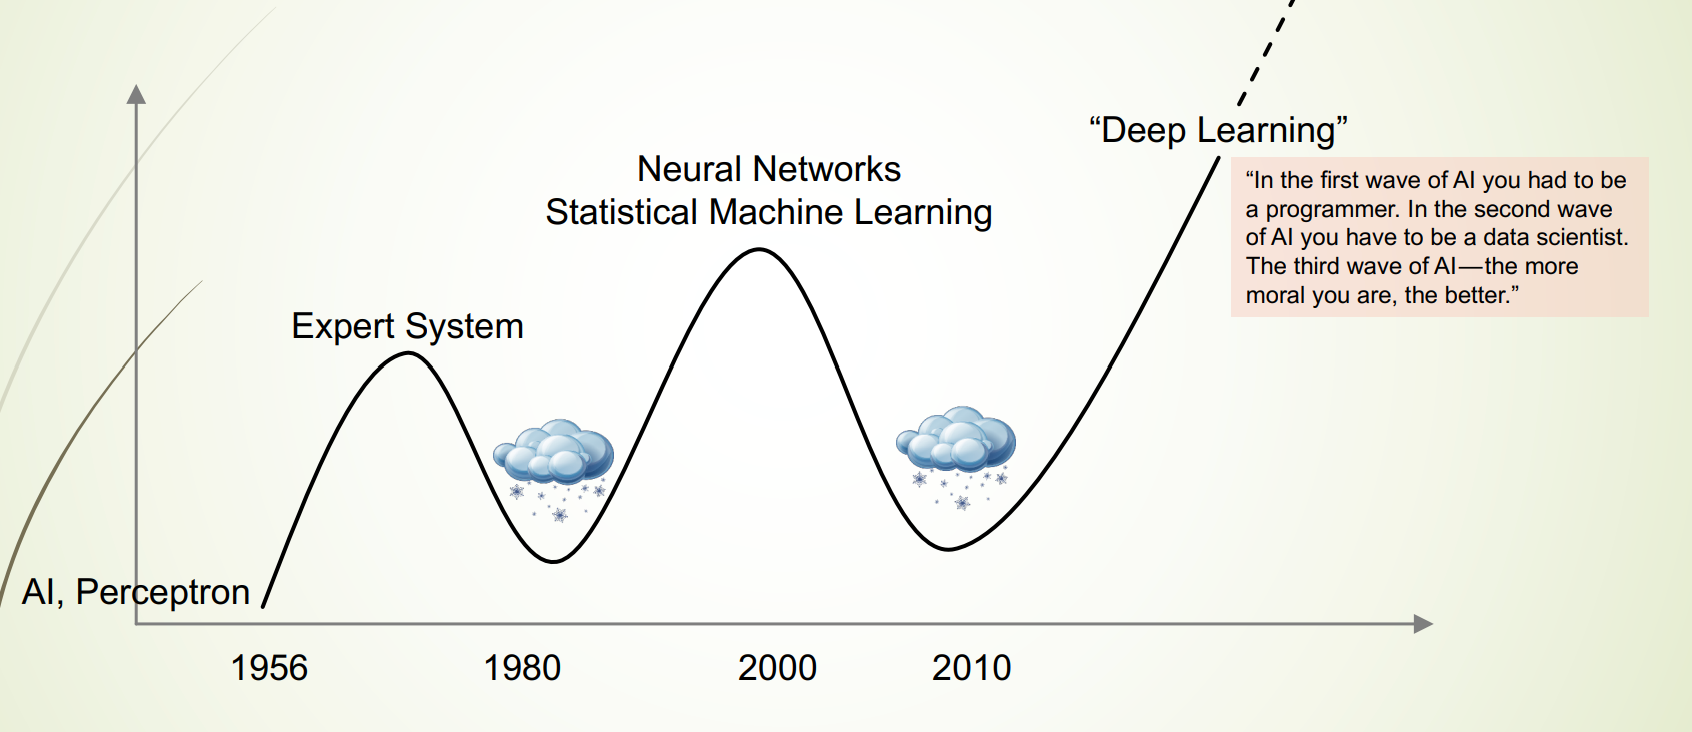 “Deep Learning”
Neural Networks
Statistical Machine Learning
“In the first wave of AI you had to be
a programmer. In the second wave
of AI you have to be a data scientist.
The third wave of AI—the more
moral you are, the better.”
Expert System
AI, Perceptron
1956
1980
2000
2010